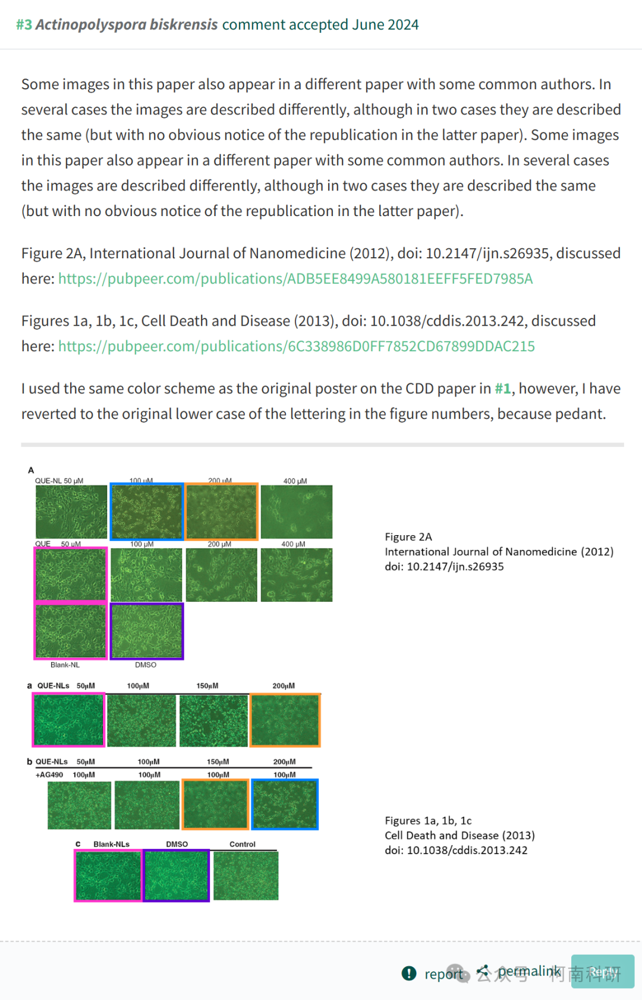 #3 Actinopolyspora biskrensis comment accepted June 2024
Some images in this paper also appear in a different paper with some common authors. In
several cases the images are described differently, although in two cases they are described
the same (but with no obvious notice of the republication in the latter paper). Some images
in this paper also appear in a different paper with some common authors. In several cases
the images are described differently, although in two cases they are described the same
(but with no obvious notice of the republication in the latter paper).
Figure 2A, International Journal of Nanomedicine (2012), doi: 10.2147/ijn.s26935, discussed
here: https://pubpeer.com/publications/ADB5EE8499A580181EEFF5FED7985A
Figures 1a, 1b, 1c, Cell Death and Disease (2013), doi: 10.1038/cddis.2013.242, discussed
here: https://pubpeer.com/publications/6C338986D0FF7852CD67899DDAC215
I used the same color scheme as the original poster on the CDD paper in #1, however, I have
reverted to the original lower case of the lettering in the figure numbers, because pedant.
A
QUE-NL 50 µM 100 µM 200 µM 400 µM
QUE 50 µM 100 µM 200 µM 400 µM
Blank-NL DMSO
Figure 2A
International Journal of Nanomedicine (2012)
doi: 10.2147/ijn.s26935
a QUE-NLs 50µM 100µM 150µM 200µM
b QUE-NLs 50µM 100µM 150µM 200µM
+AG490 100µM 100µM 100µM 100µM
c Blank-NLs DMSO Control
Figures 1a, 1b, 1c
Cell Death and Disease (2013)
doi: 10.1038/cddis.2013.242
report permalink Reply
公众号 · 柯南科研